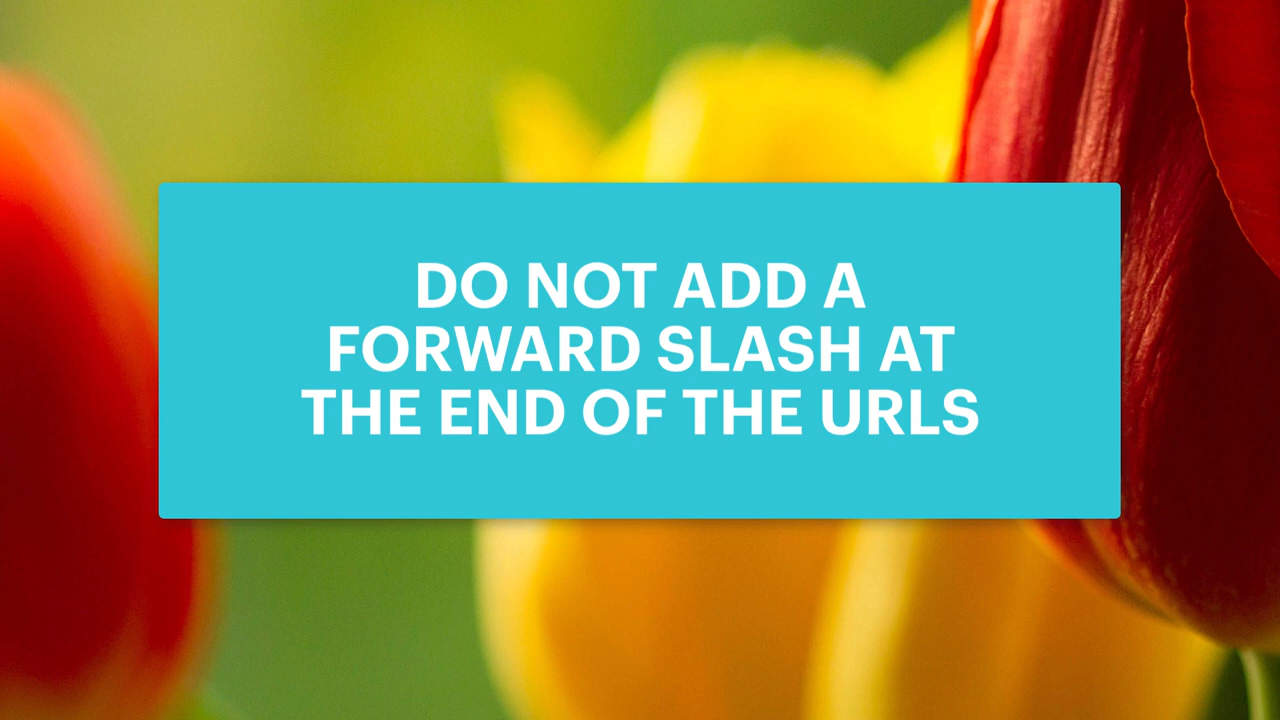 DO NOT ADD A
FORWARD SLASH AT
THE END OF THE URLS